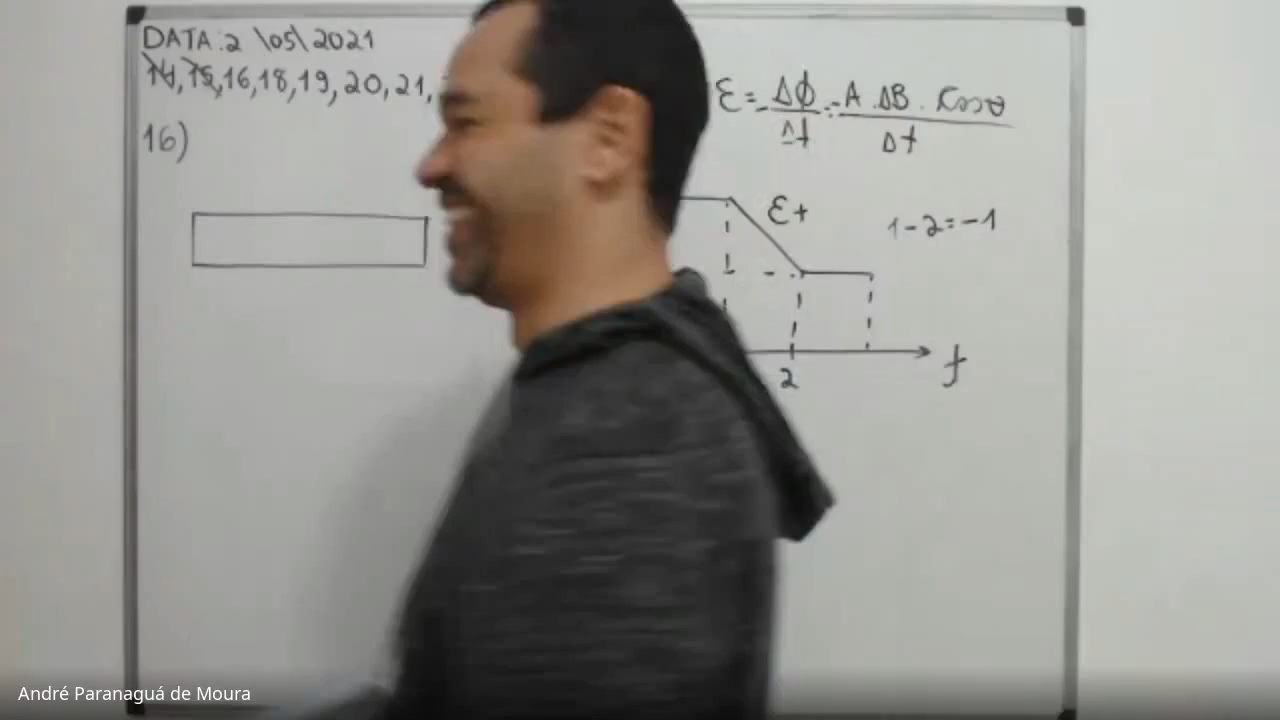 DATA:2 \05\ 2021
14, 15, 16, 18, 19, 20, 21,
16)
ε=-ΔΦ/Δt=-A.ΔB.cosθ/Δt
ε+
1-2=-1
2
t
André Paranaguá de Moura